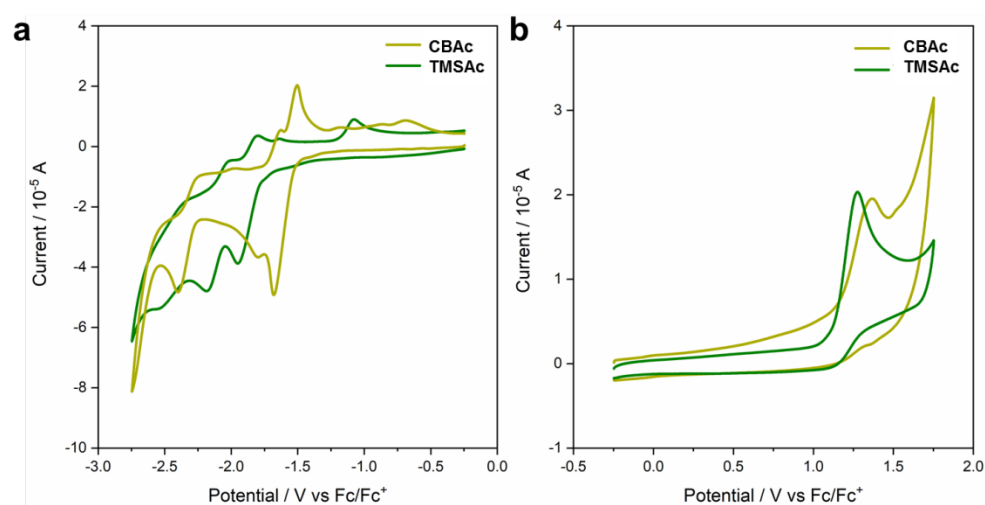 a
CBAc
TMSAc
4
2
0
-2
-4
-6
-8
-10
Current / 10⁻⁵ A
-3.0 -2.5 -2.0 -1.5 -1.0 -0.5 0.0
Potential / V vs Fc/Fc⁺
b
CBAc
TMSAc
4
3
2
1
0
-1
Current / 10⁻⁵ A
-0.5 0.0 0.5 1.0 1.5 2.0
Potential / V vs Fc/Fc⁺